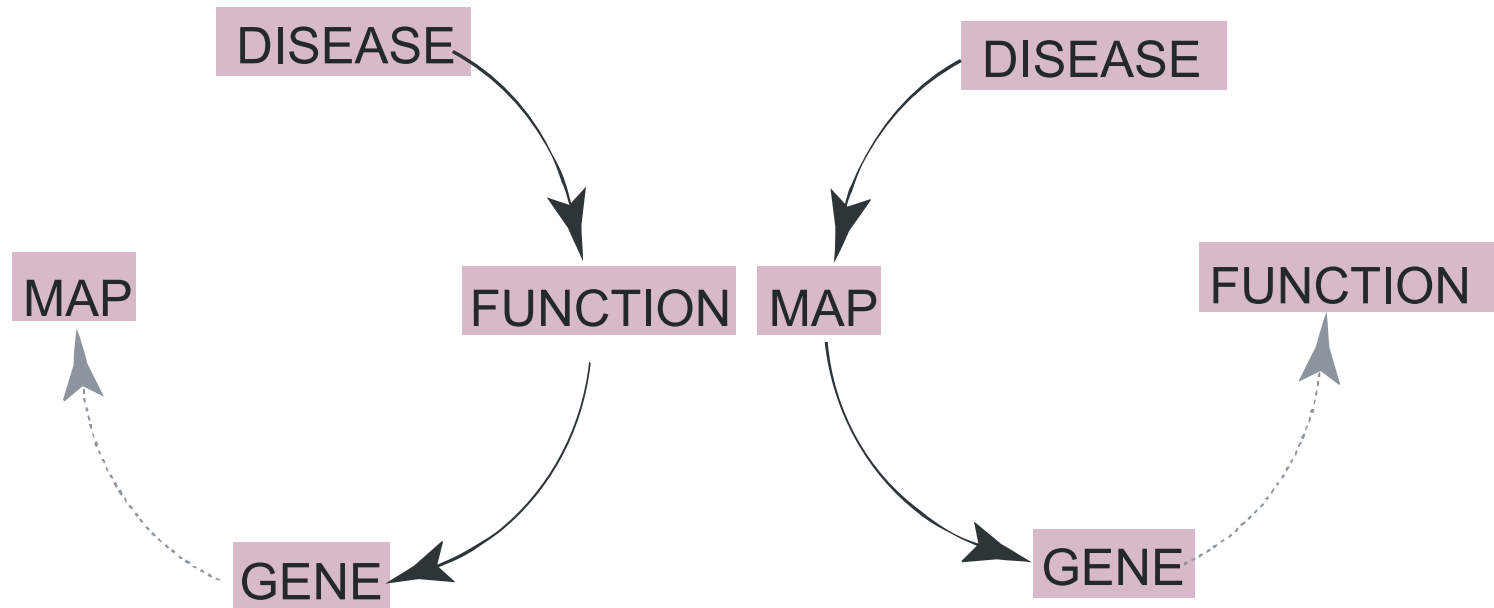 DISEASE
FUNCTION
GENE
MAP
DISEASE
MAP
GENE
FUNCTION